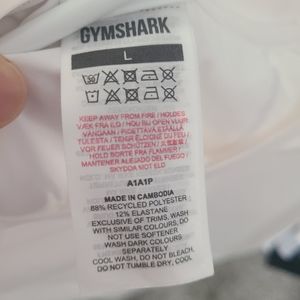 GYMSHARK
L
KEEP AWAY FROM FIRE / HOLDES
VÆK FRA ILD / HOU BIJ VUUR
VANDAAN / PIDETTÄVÄ ETÄÄLLÄ
TULESTA / TENIR ÉLOIGNÉ DU FEU /
VOR FEUER SCHÜTZEN /
HOLD BORTE FRA FLAMMER /
MANTENER ALEJADO DEL FUEGO /
SKYDDA MOT ELD
A1A1P
MADE IN CAMBODIA
88% RECYCLED POLYESTER
12% ELASTANE
EXCLUSIVE OF TRIMS, WASH
WITH SIMILAR COLOURS, DO
NOT USE SOFTENER
WASH DARK COLOURS
SEPARATELY
COOL WASH, DO NOT BLEACH,
DO NOT TUMBLE DRY, COOL